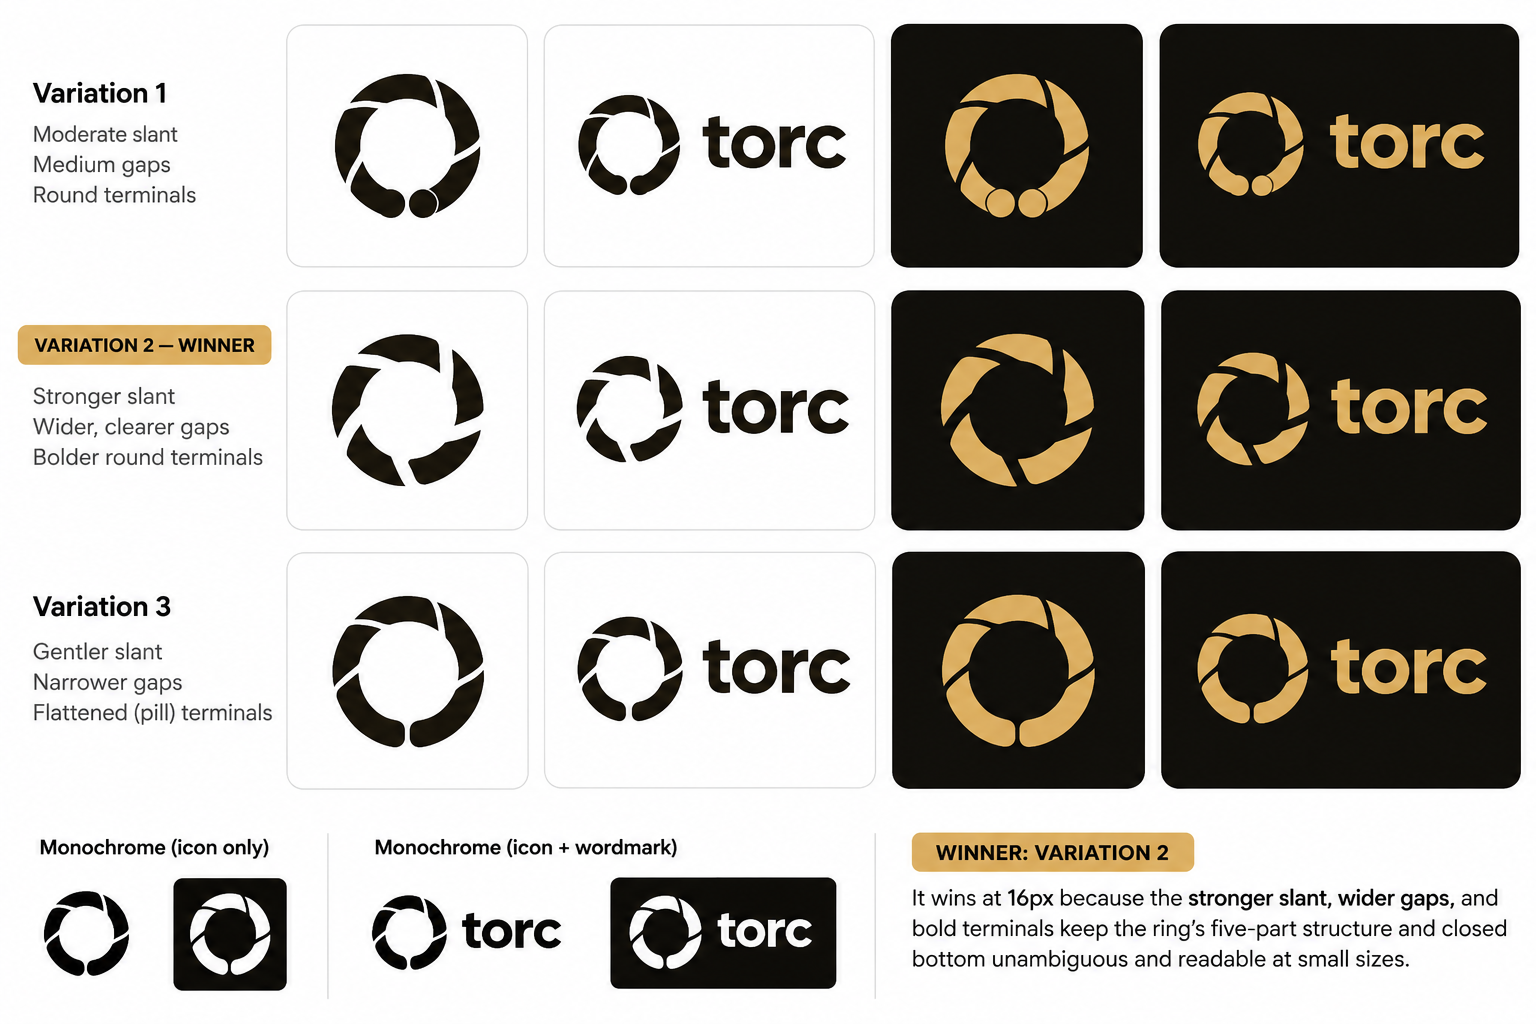 Variation 1
Moderate slant
Medium gaps
Round terminals
torc
torc
VARIATION 2 — WINNER
Stronger slant
Wider, clearer gaps
Bolder round terminals
torc
torc
Variation 3
Gentler slant
Narrower gaps
Flattened (pill) terminals
torc
torc
Monochrome (icon only)
Monochrome (icon + wordmark)
torc
torc
WINNER: VARIATION 2
It wins at 16px because the stronger slant, wider gaps, and
bold terminals keep the ring’s five-part structure and closed
bottom unambiguous and readable at small sizes.